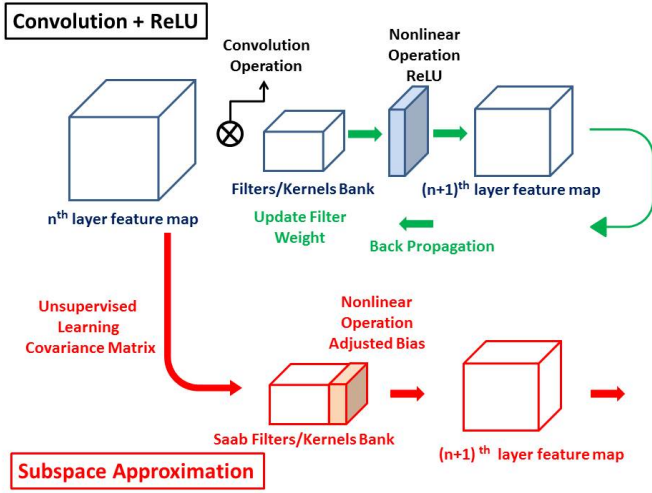 Convolution + ReLU
Convolution
Operation
Nonlinear
Operation
ReLU
Filters/Kernels Bank
(n+1)th layer feature map
nth layer feature map
Update Filter
Weight
Back Propagation
Unsupervised
Learning
Covariance Matrix
Nonlinear
Operation
Adjusted Bias
Saab Filters/Kernels Bank
(n+1) th layer feature map
Subspace Approximation